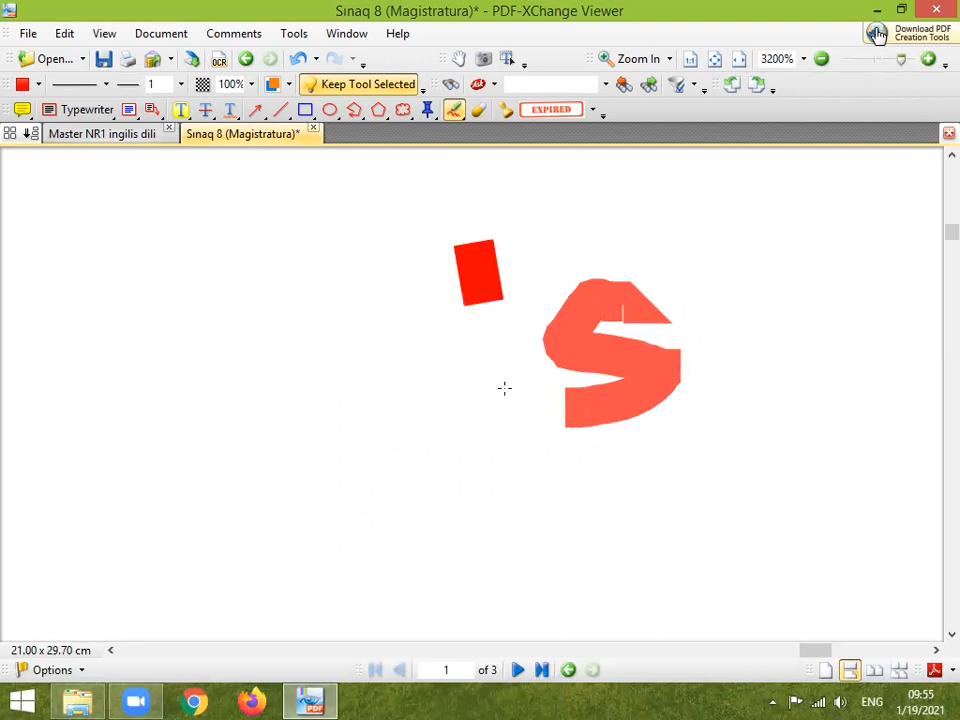 Sınaq 8 (Magistratura)* - PDF-XChange Viewer
File Edit View Document Comments Tools Window Help
Download PDF
Creation Tools
Open... OCR Zoom In 3200%
1 100% Keep Tool Selected
Typewriter T T T EXPIRED
Master NR1 ingilis dili Sınaq 8 (Magistratura)*
's
21.00 x 29.70 cm
Options 1 of 3
PDF ENG 09:55
1/19/2021